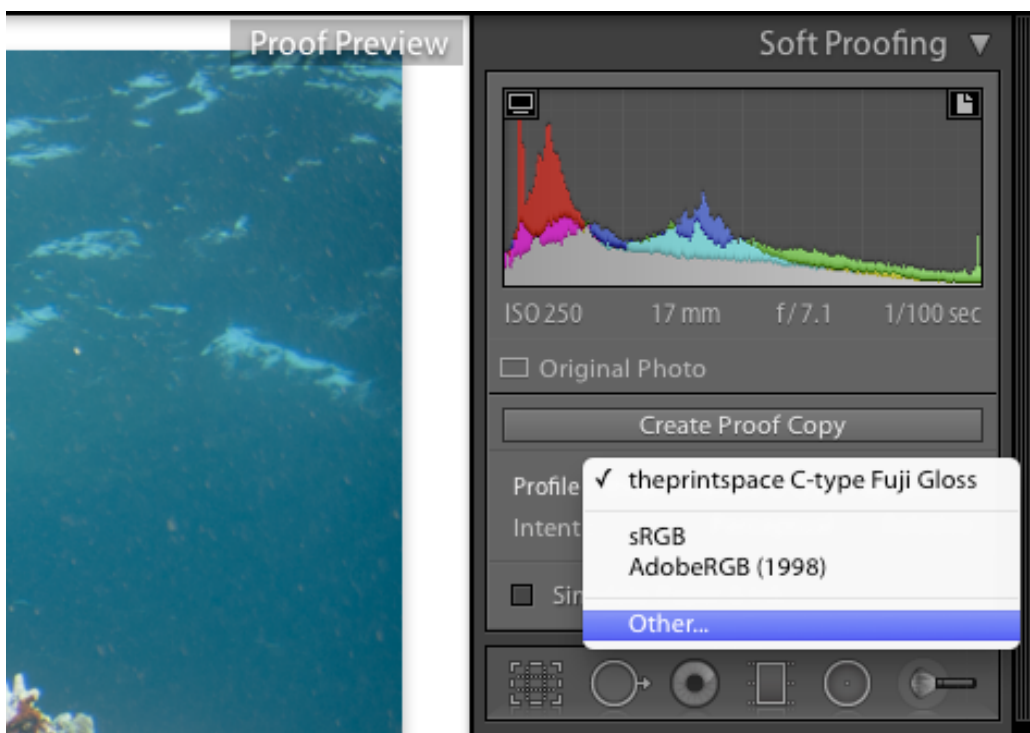 Proof Preview
Soft Proofing
ISO 250 17 mm f/7.1 1/100 sec
Original Photo
Create Proof Copy
Profile ✓ theprintspace C-type Fuji Gloss
Intent
sRGB
AdobeRGB (1998)
Other...